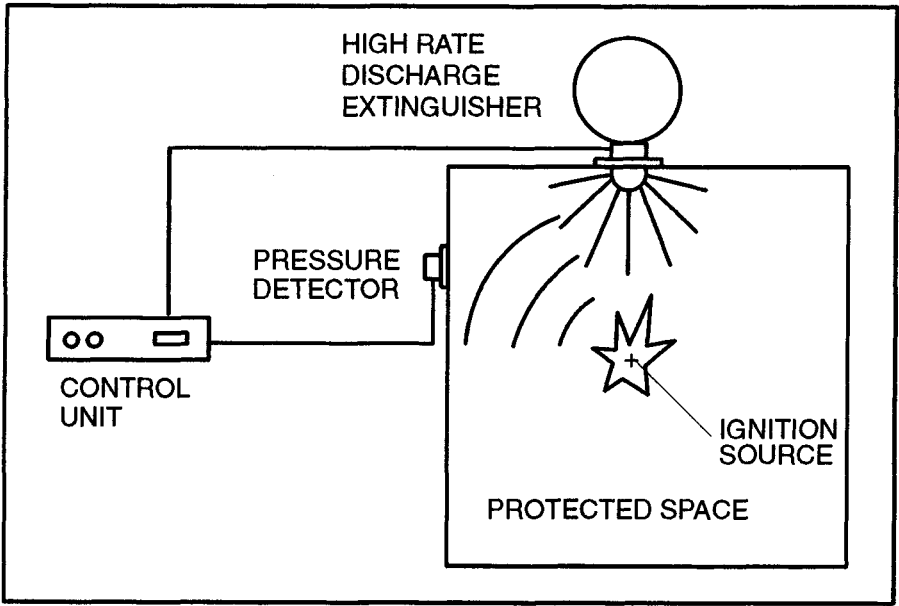 HIGH RATE
DISCHARGE
EXTINGUISHER
PRESSURE
DETECTOR
CONTROL
UNIT
IGNITION
SOURCE
PROTECTED SPACE